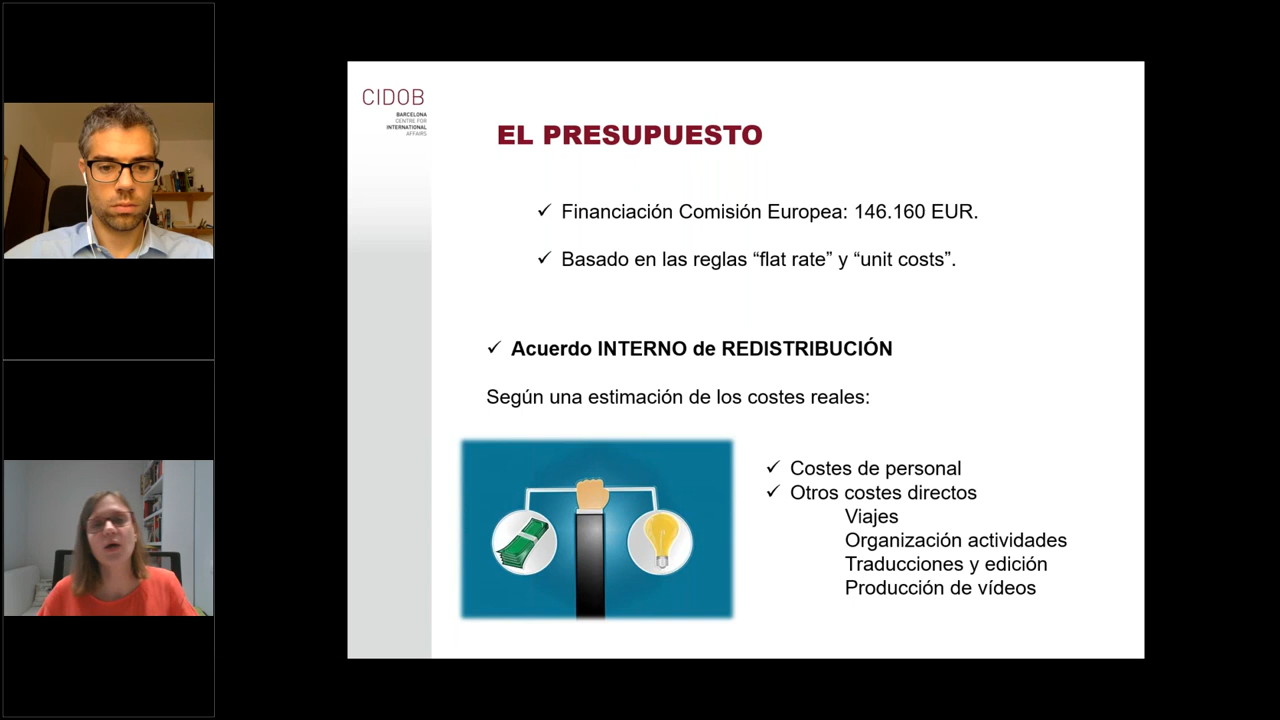 CIDOB
BARCELONA
CENTRE FOR
INTERNATIONAL
AFFAIRS
EL PRESUPUESTO
✓ Financiación Comisión Europea: 146.160 EUR.
✓ Basado en las reglas “flat rate” y “unit costs”.
✓ Acuerdo INTERNO de REDISTRIBUCIÓN
Según una estimación de los costes reales:
✓ Costes de personal
✓ Otros costes directos
Viajes
Organización actividades
Traducciones y edición
Producción de vídeos